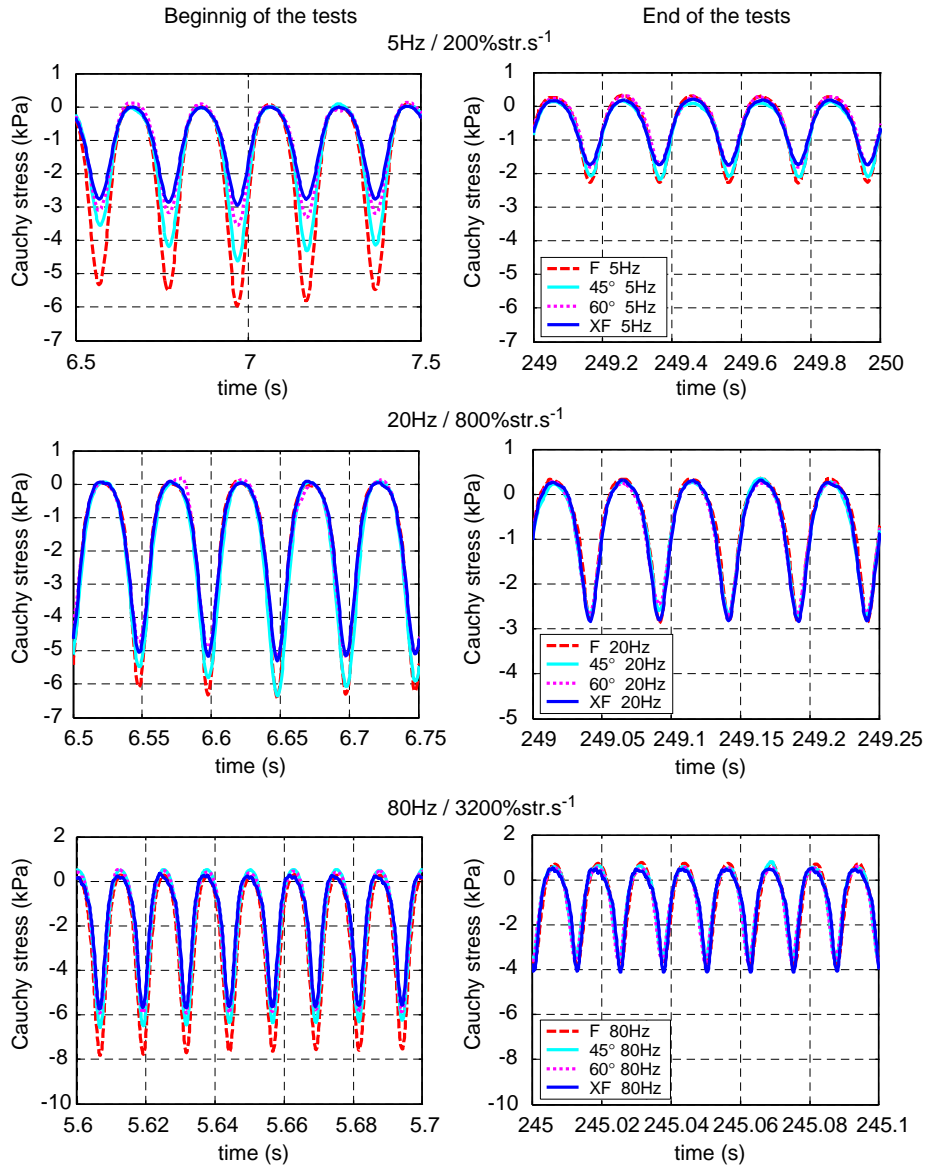 Beginnig of the tests
End of the tests
5Hz / 200%str.s-1
Cauchy stress (kPa)
1
0
-1
-2
-3
-4
-5
-6
-7
6.5
7
7.5
time (s)
Cauchy stress (kPa)
1
0
-1
-2
-3
-4
-5
-6
-7
F 5Hz
45° 5Hz
60° 5Hz
XF 5Hz
249
249.2
249.4
249.6
249.8
250
time (s)
20Hz / 800%str.s-1
Cauchy stress (kPa)
1
0
-1
-2
-3
-4
-5
-6
-7
6.5
6.55
6.6
6.65
6.7
6.75
time (s)
Cauchy stress (kPa)
1
0
-1
-2
-3
-4
-5
F 20Hz
45° 20Hz
60° 20Hz
XF 20Hz
249
249.05
249.1
249.15
249.2
249.25
time (s)
80Hz / 3200%str.s-1
Cauchy stress (kPa)
2
0
-2
-4
-6
-8
-10
5.6
5.62
5.64
5.66
5.68
5.7
time (s)
Cauchy stress (kPa)
2
0
-2
-4
-6
-8
-10
F 80Hz
45° 80Hz
60° 80Hz
XF 80Hz
245
245.02
245.04
245.06
245.08
245.1
time (s)